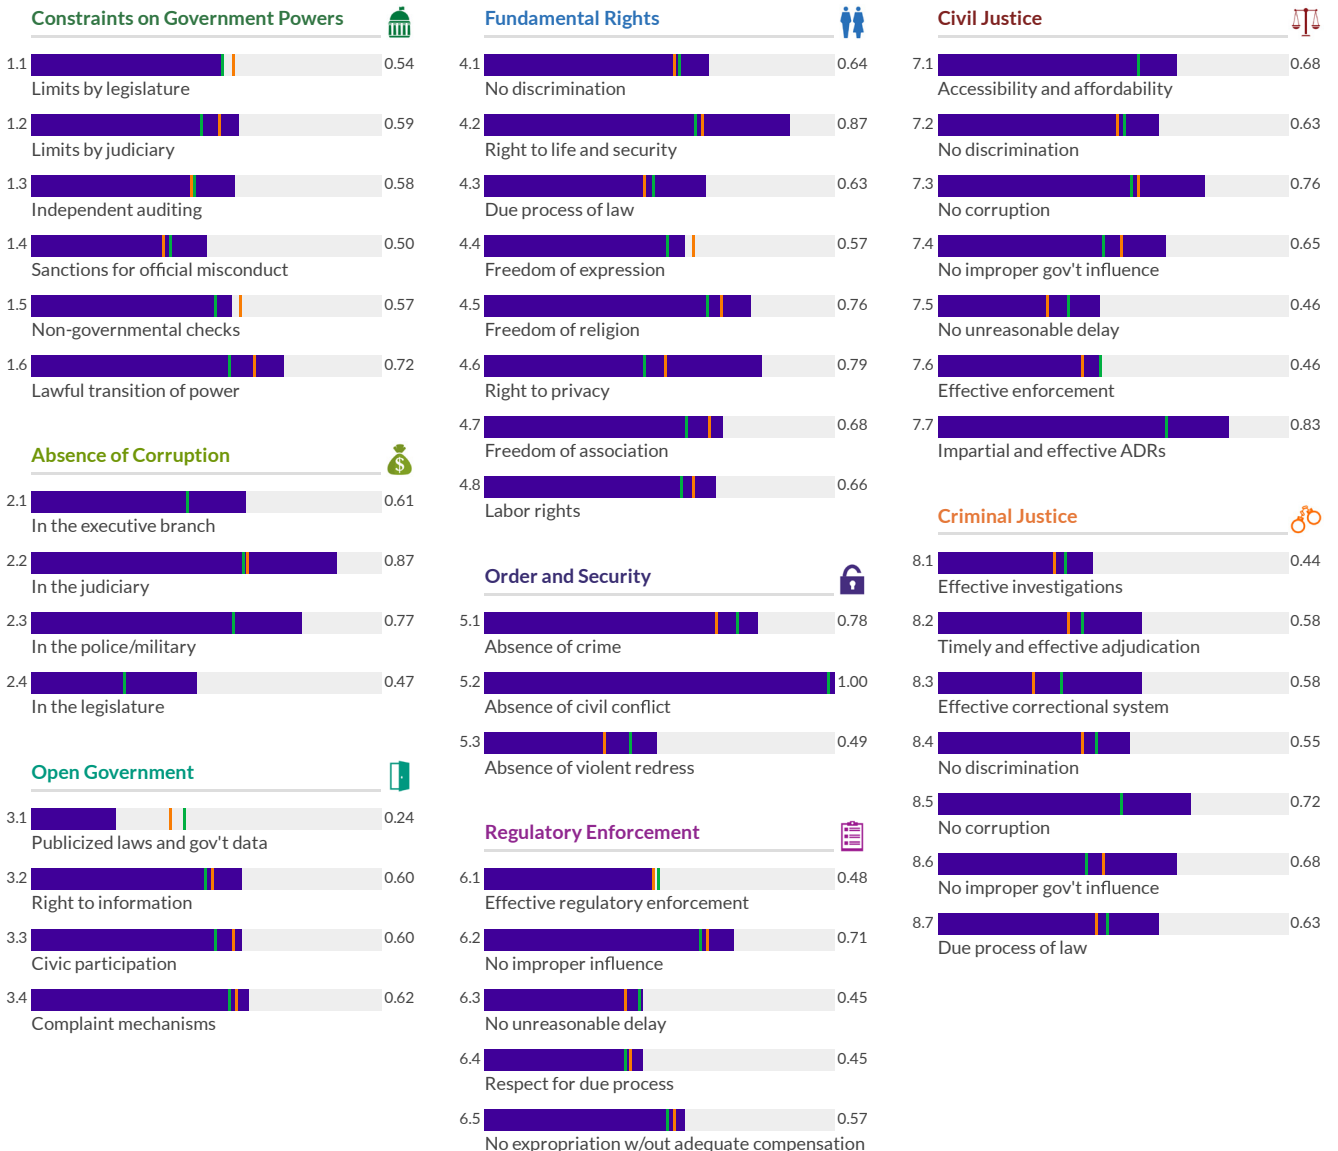 Constraints on Government Powers
1.1 0.54
Limits by legislature
1.2 0.59
Limits by judiciary
1.3 0.58
Independent auditing
1.4 0.50
Sanctions for official misconduct
1.5 0.57
Non-governmental checks
1.6 0.72
Lawful transition of power
Absence of Corruption
$
2.1 0.61
In the executive branch
2.2 0.87
In the judiciary
2.3 0.77
In the police/military
2.4 0.47
In the legislature
Open Government
3.1 0.24
Publicized laws and gov't data
3.2 0.60
Right to information
3.3 0.60
Civic participation
3.4 0.62
Complaint mechanisms
Fundamental Rights
4.1 0.64
No discrimination
4.2 0.87
Right to life and security
4.3 0.63
Due process of law
4.4 0.57
Freedom of expression
4.5 0.76
Freedom of religion
4.6 0.79
Right to privacy
4.7 0.68
Freedom of association
4.8 0.66
Labor rights
Order and Security
5.1 0.78
Absence of crime
5.2 1.00
Absence of civil conflict
5.3 0.49
Absence of violent redress
Regulatory Enforcement
6.1 0.48
Effective regulatory enforcement
6.2 0.71
No improper influence
6.3 0.45
No unreasonable delay
6.4 0.45
Respect for due process
6.5 0.57
No expropriation w/out adequate compensation
Civil Justice
7.1 0.68
Accessibility and affordability
7.2 0.63
No discrimination
7.3 0.76
No corruption
7.4 0.65
No improper gov't influence
7.5 0.46
No unreasonable delay
7.6 0.46
Effective enforcement
7.7 0.83
Impartial and effective ADRs
Criminal Justice
8.1 0.44
Effective investigations
8.2 0.58
Timely and effective adjudication
8.3 0.58
Effective correctional system
8.4 0.55
No discrimination
8.5 0.72
No corruption
8.6 0.68
No improper gov't influence
8.7 0.63
Due process of law